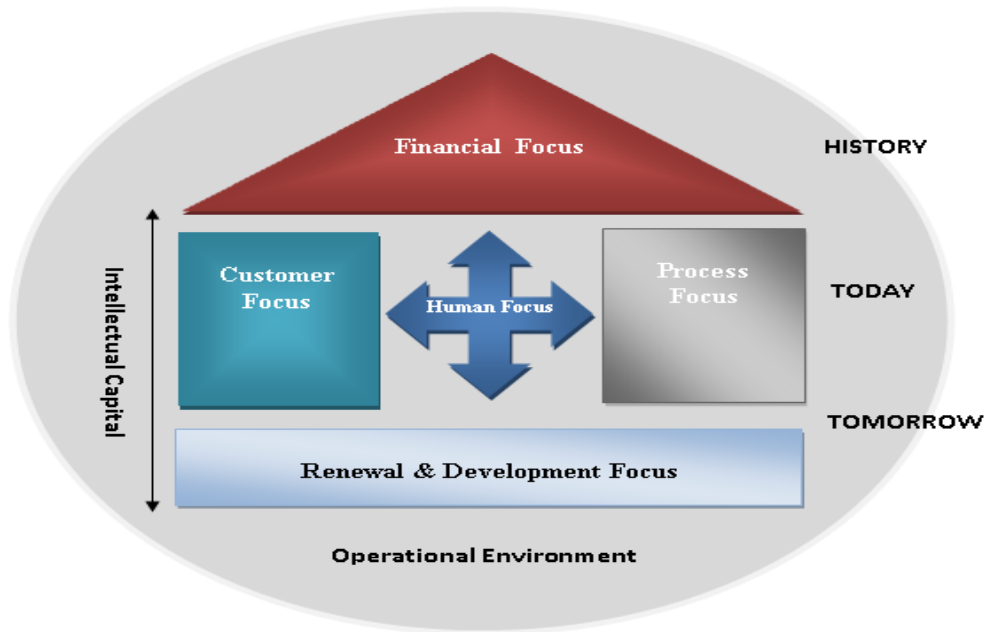 Financial Focus
HISTORY
Customer
Focus
Human Focus
Process
Focus
TODAY
Intellectual Capital
TOMORROW
Renewal & Development Focus
Operational Environment